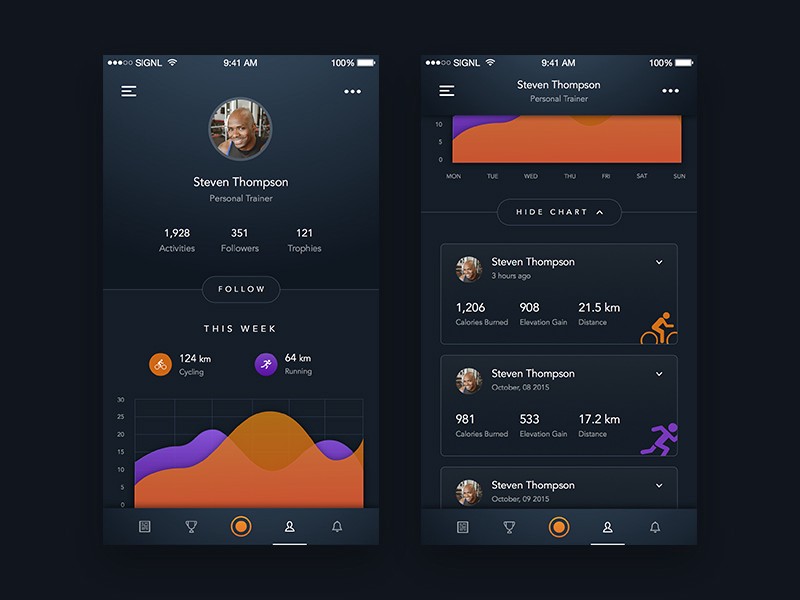 SIGNL 9:41 AM 100%
Steven Thompson
Personal Trainer
1,928 351 121
Activities Followers Trophies
FOLLOW
THIS WEEK
124 km 64 km
Cycling Running
30
25
20
15
10
5
0
SIGNL 9:41 AM 100%
Steven Thompson
Personal Trainer
10
5
0
MON TUE WED THU FRI SAT SUN
HIDE CHART
Steven Thompson
3 hours ago
1,206 908 21.5 km
Calories Burned Elevation Gain Distance
Steven Thompson
October, 08 2015
981 533 17.2 km
Calories Burned Elevation Gain Distance
Steven Thompson
October, 09 2015